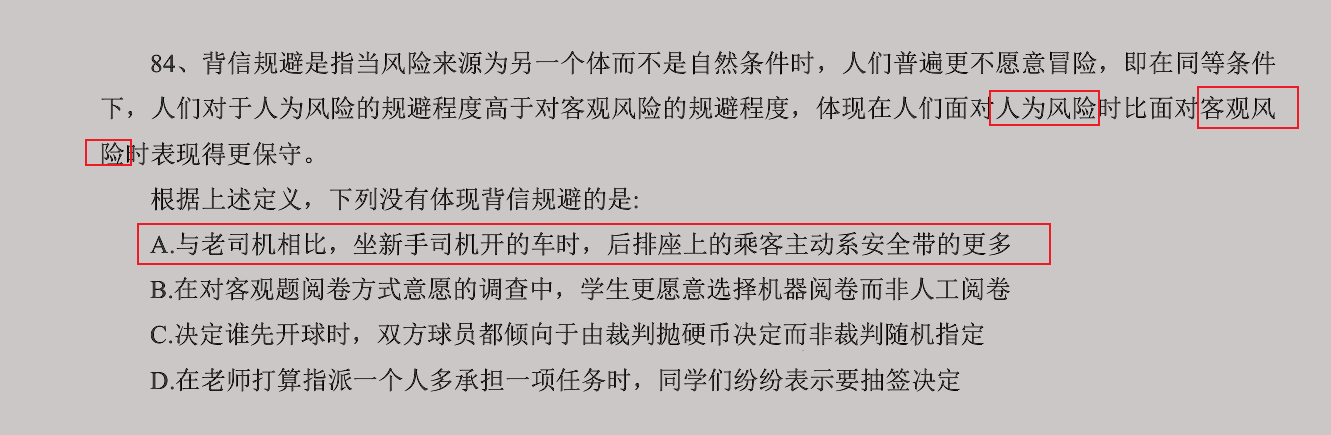 84、背信规避是指当风险来源为另一个体而不是自然条件时，人们普遍更不愿意冒险，即在同等条件
下，人们对于人为风险的规避程度高于对客观风险的规避程度，体现在人们面对人为风险时比面对客观风
险时表现得更保守。
根据上述定义，下列没有体现背信规避的是:
A.与老司机相比，坐新手司机开的车时，后排座上的乘客主动系安全带的更多
B.在对客观题阅卷方式意愿的调查中，学生更愿意选择机器阅卷而非人工阅卷
C.决定谁先开球时，双方球员都倾向于由裁判抛硬币决定而非裁判随机指定
D.在老师打算指派一个人多承担一项任务时，同学们纷纷表示要抽签决定